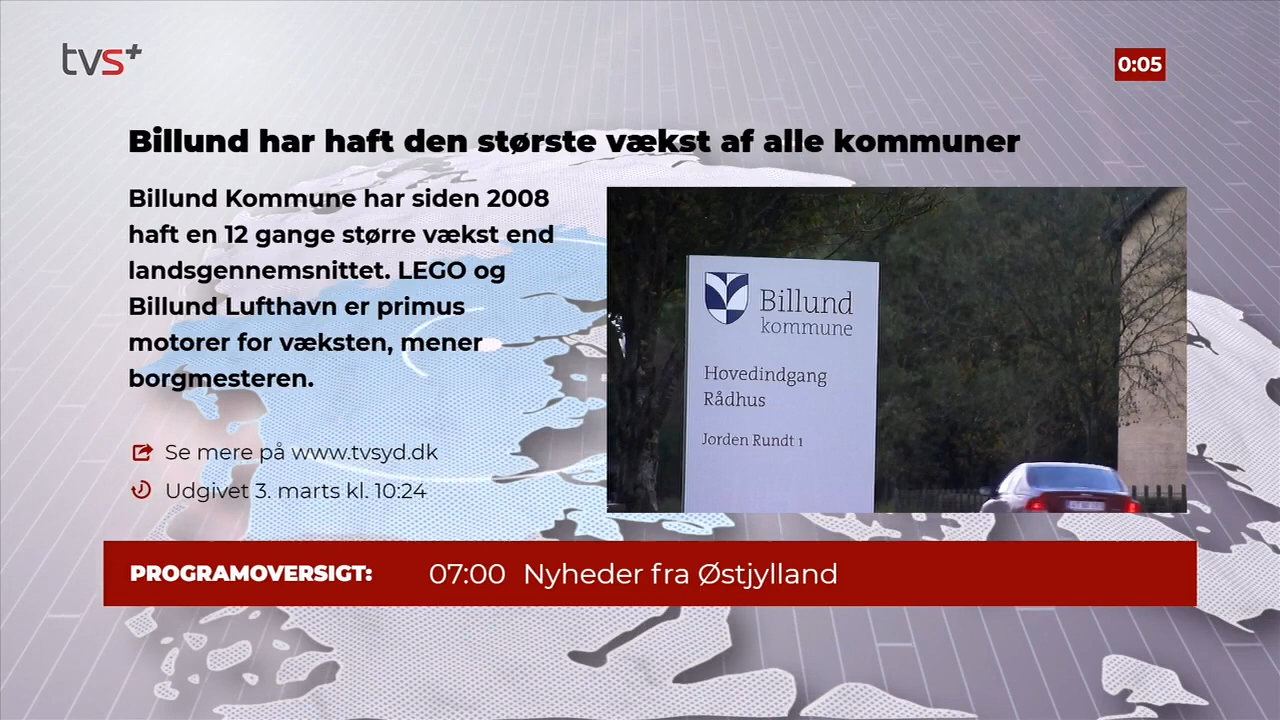 tvs+
0:05
Billund har haft den største vækst af alle kommuner
Billund Kommune har siden 2008
haft en 12 gange større vækst end
landsgennemsnittet. LEGO og
Billund Lufthavn er primus
motorer for væksten, mener
borgmesteren.
Se mere på www.tvsyd.dk
Udgivet 3. marts kl. 10:24
Billund
kommune
Hovedindgang
Rådhus
Jorden Rundt 1
PROGRAMOVERSIGT: 07:00 Nyheder fra Østjylland